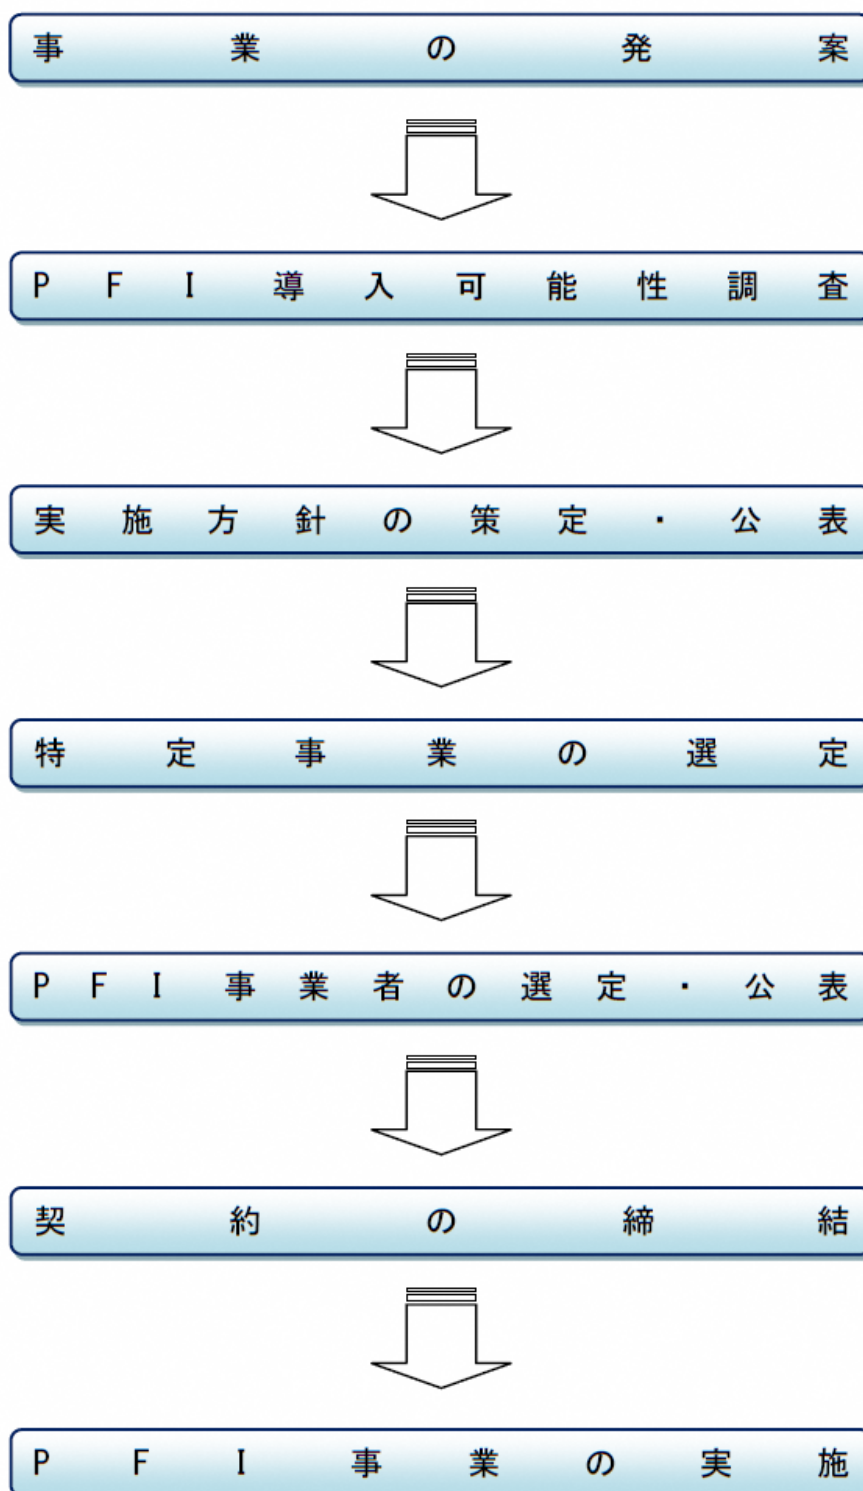 事業の発案
PFI導入可能性調査
実施方針の策定・公表
特定事業の選定
PFI事業者の選定・公表
契約の締結
PFI事業の実施